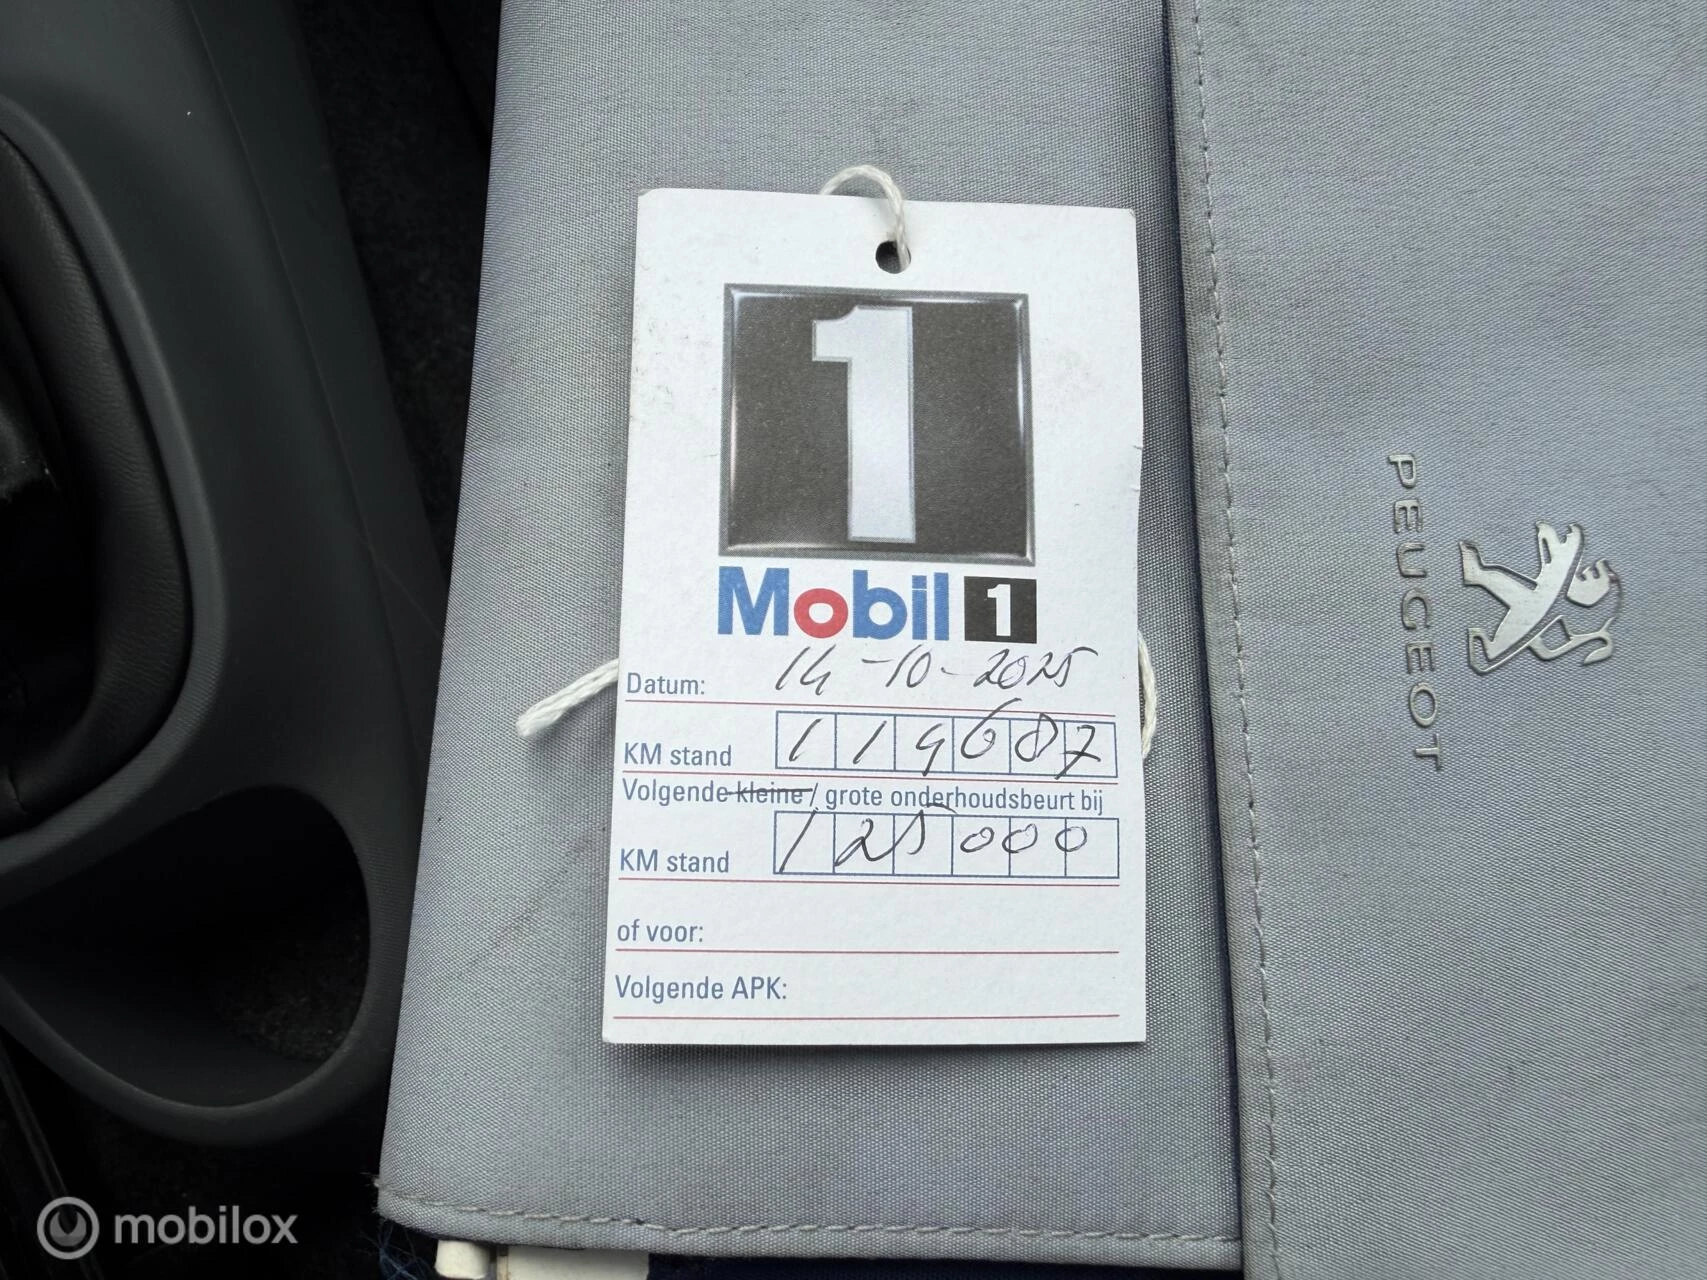 1
Mobil 1
Datum: 14-10-2025
KM stand 119687
Volgende kleine / grote onderhoudsbeurt bij
KM stand 125000
of voor:
Volgende APK:
PEUGEOT
mobilox